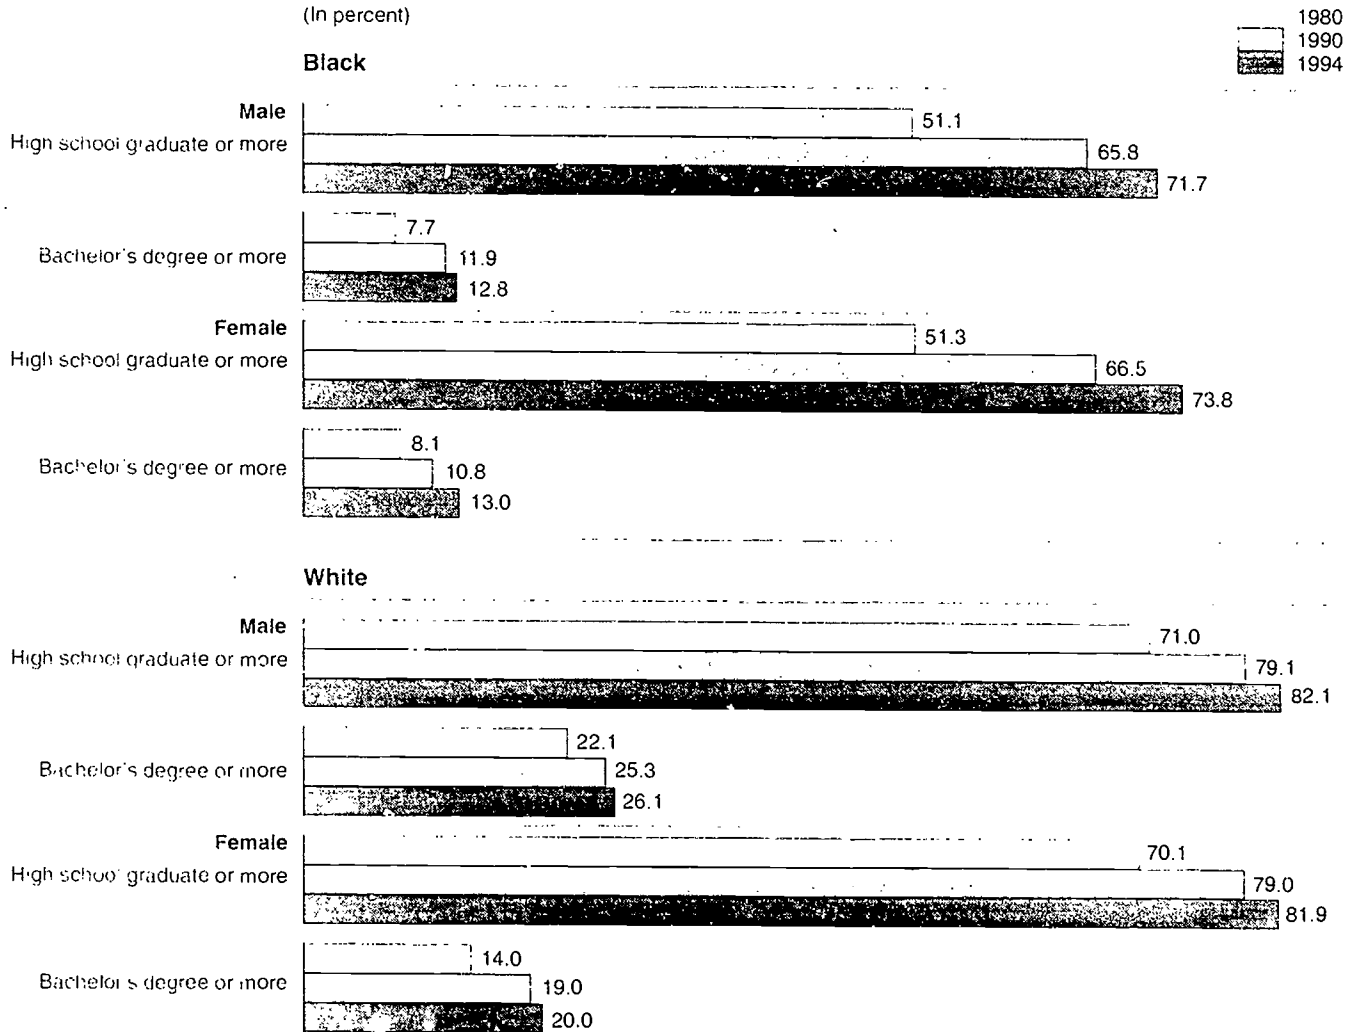 (In percent)
1980
1990
1994
Black
Male
High school graduate or more
51.1
65.8
71.7
Bachelor's degree or more
7.7
11.9
12.8
Female
High school graduate or more
51.3
66.5
73.8
Bachelor's degree or more
8.1
10.8
13.0
White
Male
High school graduate or more
71.0
79.1
82.1
Bachelor's degree or more
22.1
25.3
26.1
Female
High school graduate or more
70.1
79.0
81.9
Bachelor's degree or more
14.0
19.0
20.0